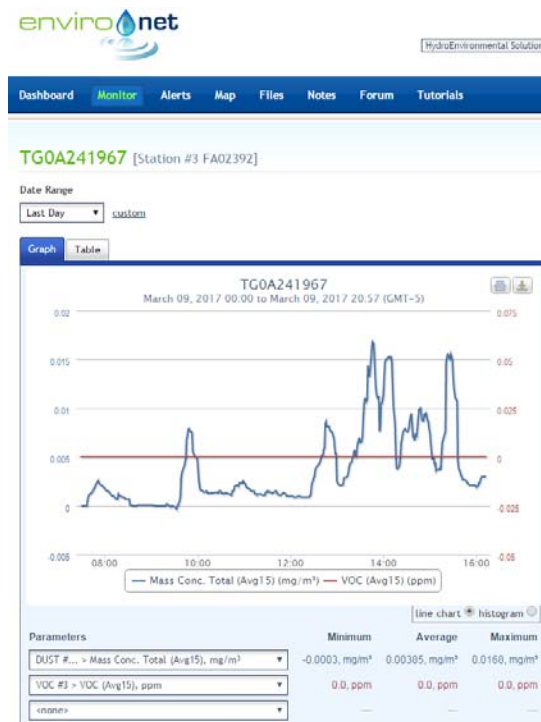 enviro net
HydroEnvironmental Solution
Dashboard Monitor Alerts Map Files Notes Forum Tutorials
TG0A241967 [Station #3 FA02392]
Date Range
Last Day custom
Graph Table
TG0A241967
March 09, 2017 00:00 to March 09, 2017 20:57 (GMT-5)
0.02 0.075
0.015 0.05
0.01 0.025
0.005 0
0 -0.025
-0.005 -0.05
08:00 10:00 12:00 14:00 16:00
Mass Conc. Total (Avg15) (mg/m³) VOC (Avg15) (ppm)
line chart histogram
Parameters Minimum Average Maximum
DUST #... > Mass Conc. Total (Avg15), mg/m³ -0.0003, mg/m³ 0.00385, mg/m³ 0.0168, mg/m³
VOC #3 > VOC (Avg15), ppm 0.0, ppm 0.0, ppm 0.0, ppm
<none> — — —